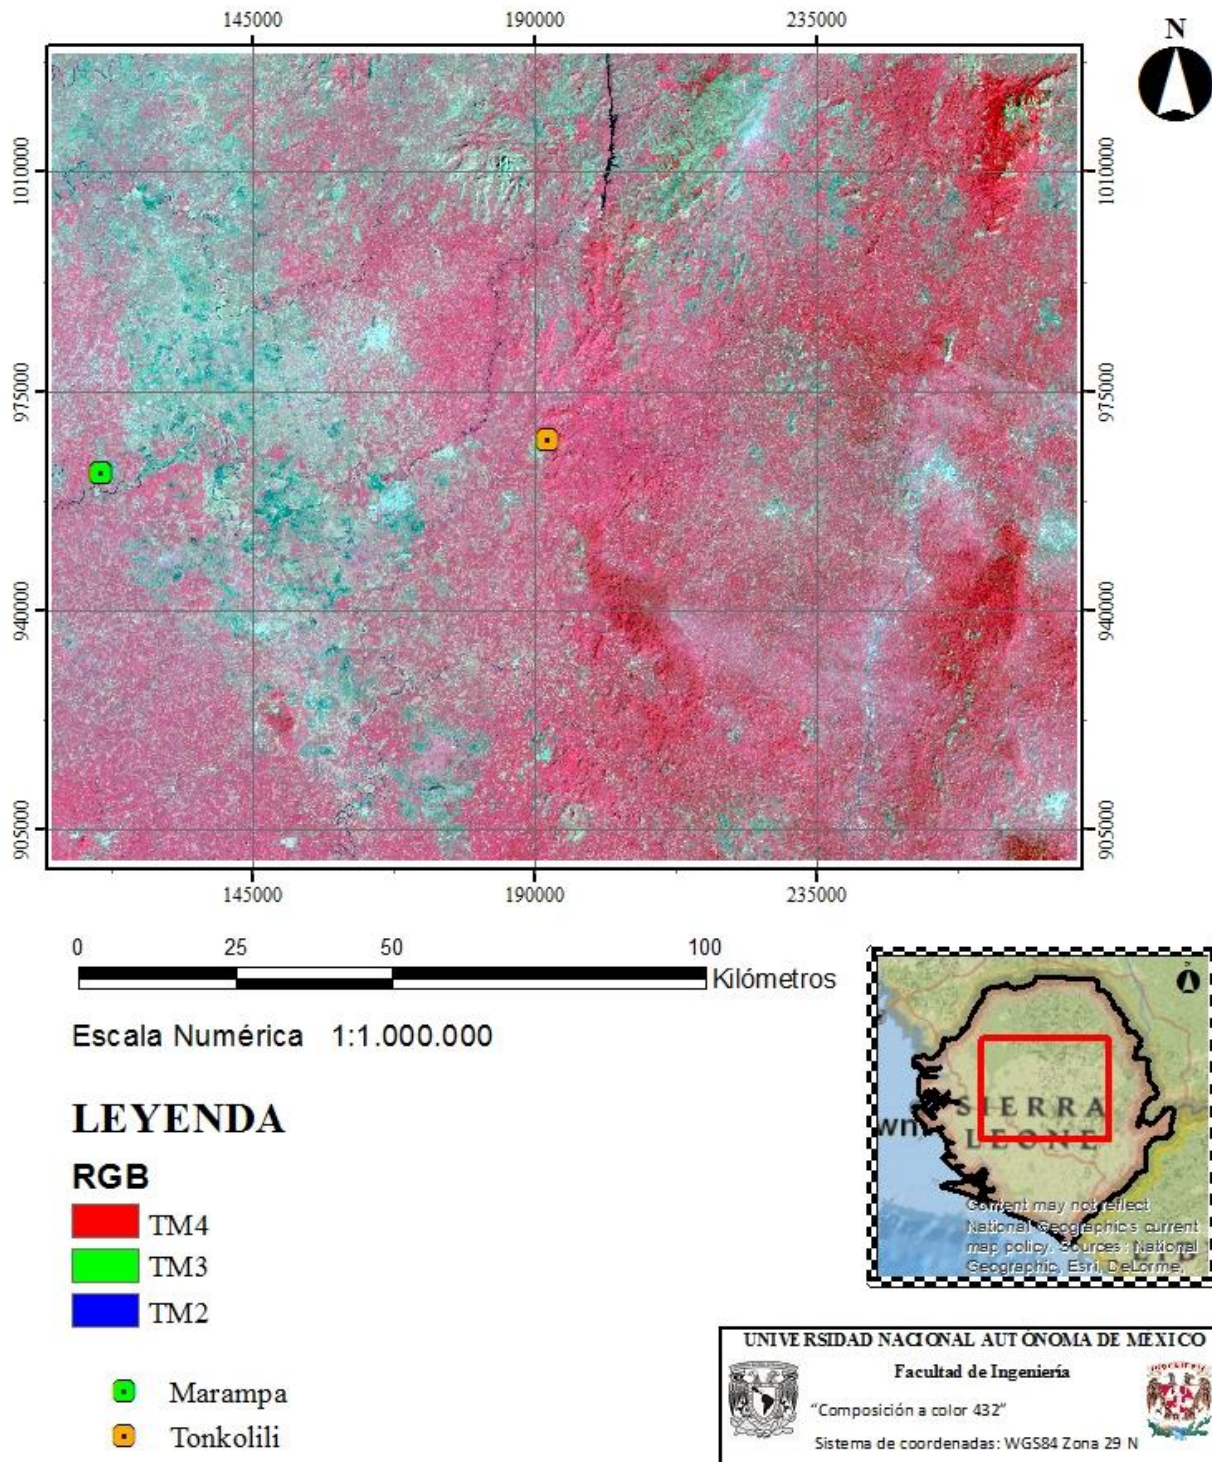 145000 190000 235000
N
1010000 1010000
975000 975000
940000 940000
905000 905000
145000 190000 235000
0 25 50 100
Kilómetros
Escala Numérica 1:1.000.000
N
SIERRA
LEONE
wn
LIB
Content may not reflect
National Geographic's current
map policy. Sources: National
Geographic, Esri, DeLorme,
LEYENDA
RGB
TM4
TM3
TM2
Marampa
Tonkolili
UNIVERSIDAD NACIONAL AUTÓNOMA DE MÉXICO
Facultad de Ingeniería
“Composición a color 432”
Sistema de coordenadas: WGS84 Zona 29 N